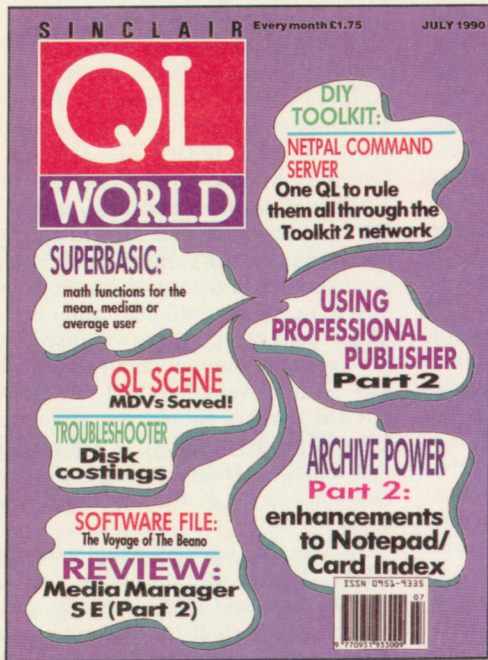 SINCLAIR
QL
WORLD
Every month £1.75
JULY 1990
DIY
TOOLKIT:
NETPAL COMMAND
SERVER
One QL to rule
them all through the
Toolkit 2 network
SUPERBASIC:
math functions for the
mean, median or
average user
USING
PROFESSIONAL
PUBLISHER
Part 2
QL SCENE
MDVs Saved!
TROUBLESHOOTER
Disk
costings
ARCHIVE POWER
Part 2:
enhancements
to Notepad/
Card Index
SOFTWARE FILE:
The Voyage of The Beano
REVIEW:
Media Manager
S E (Part 2)
ISSN 0951-9335
07
9 770951 933009